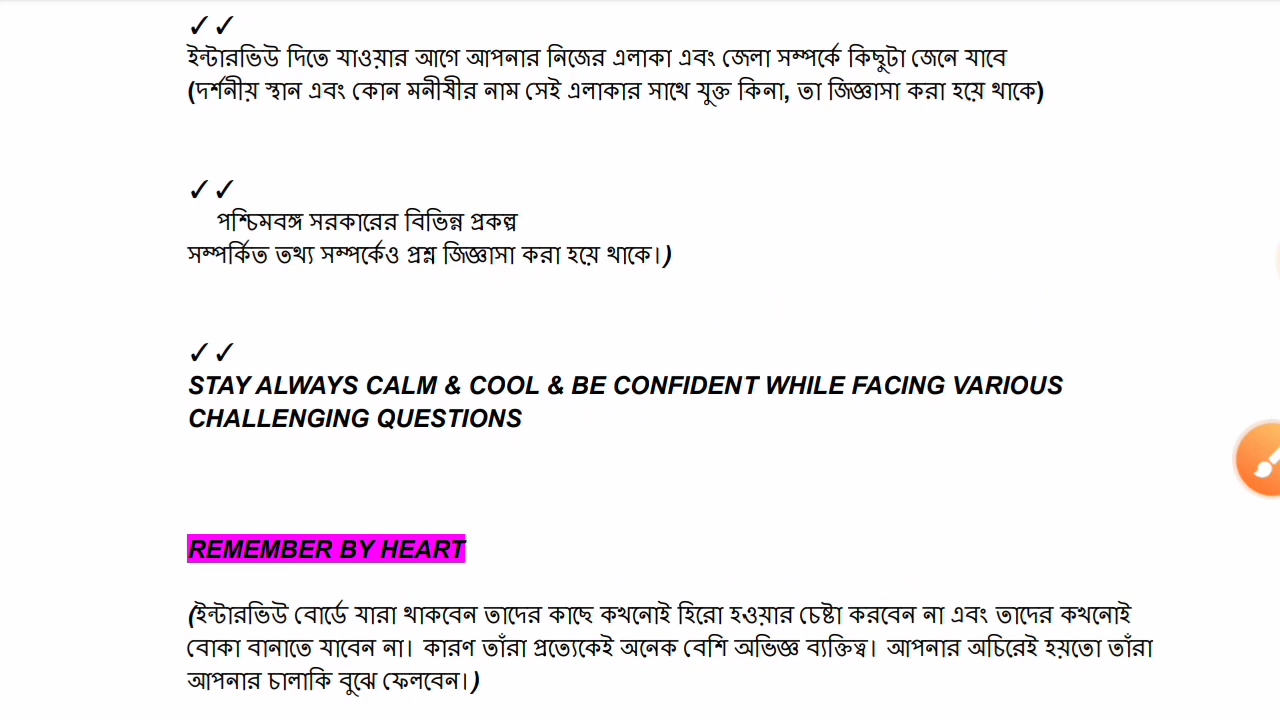 ✓✓
ইন্টারভিউ দিতে যাওয়ার আগে আপনার নিজের এলাকা এবং জেলা সম্পর্কে কিছুটা জেনে যাবে
(দর্শনীয় স্থান এবং কোন মনীষীর নাম সেই এলাকার সাথে যুক্ত কিনা, তা জিজ্ঞাসা করা হয়ে থাকে)
✓✓
পশ্চিমবঙ্গ সরকারের বিভিন্ন প্রকল্প
সম্পর্কিত তথ্য সম্পর্কেও প্রশ্ন জিজ্ঞাসা করা হয়ে থাকে।)
✓✓
STAY ALWAYS CALM & COOL & BE CONFIDENT WHILE FACING VARIOUS
CHALLENGING QUESTIONS
REMEMBER BY HEART
(ইন্টারভিউ বোর্ডে যারা থাকবেন তাদের কাছে কখনোই হিরো হওয়ার চেষ্টা করবেন না এবং তাদের কখনোই
বোকা বানাতে যাবেন না। কারণ তাঁরা প্রত্যেকেই অনেক বেশি অভিজ্ঞ ব্যক্তিত্ব। আপনার অচিরেই হয়তো তাঁরা
আপনার চালাকি বুঝে ফেলবেন।)